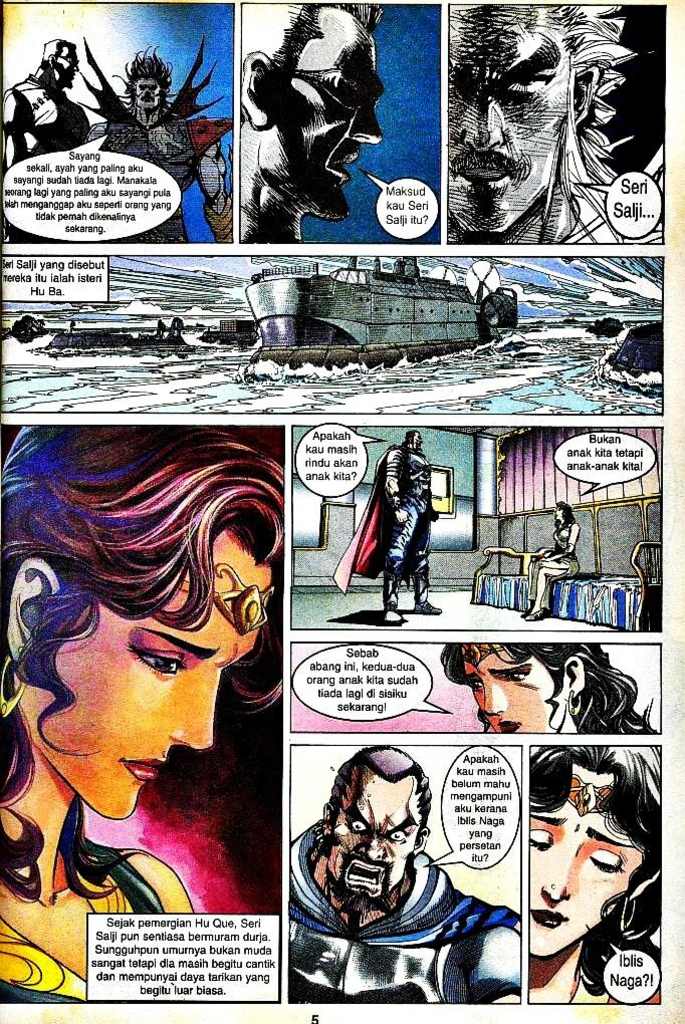 Sayang
sekali, ayah yang paling aku
sayangi sudah tiada lagi. Manakala
seorang lagi yang paling aku sayangi pula
telah menganggap aku seperti orang yang
tidak pernah dikenalinya
sekarang.
Maksud
kau Seri
Salji itu?
Seri
Salji...
Seri Salji yang disebut
mereka itu ialah isteri
Hu Ba.
Apakah
kau masih
rindu akan
anak kita?
Bukan
anak kita tetapi
anak-anak kita!
Sebab
abang ini, kedua-dua
orang anak kita sudah
tiada lagi di sisiku
sekarang!
Apakah
kau masih
belum mahu
mengampuni
aku kerana
Iblis Naga
yang
persetan
itu?
Iblis
Naga?!
Sejak pemergian Hu Que, Seri
Salji pun sentiasa bermuram durja.
Sungguhpun umurnya bukan muda
sangat tetapi dia masih begitu cantik
dan mempunyai daya tarikan yang
begitu luar biasa.
5